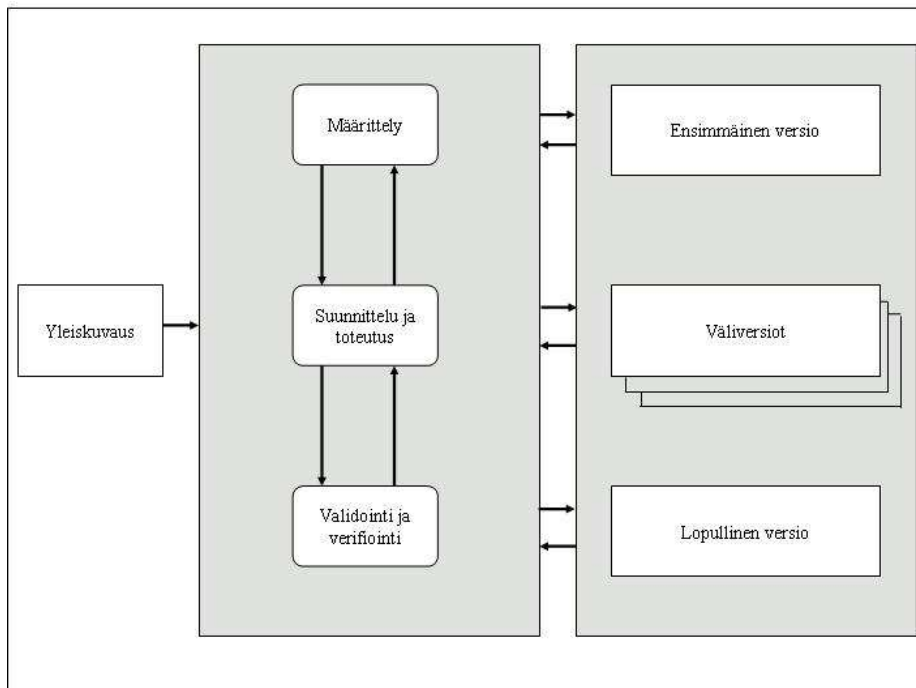 Yleiskuvaus
Määrittely
Suunnittelu ja
toteutus
Validointi ja
verifiointi
Ensimmäinen versio
Väliversiot
Lopullinen versio